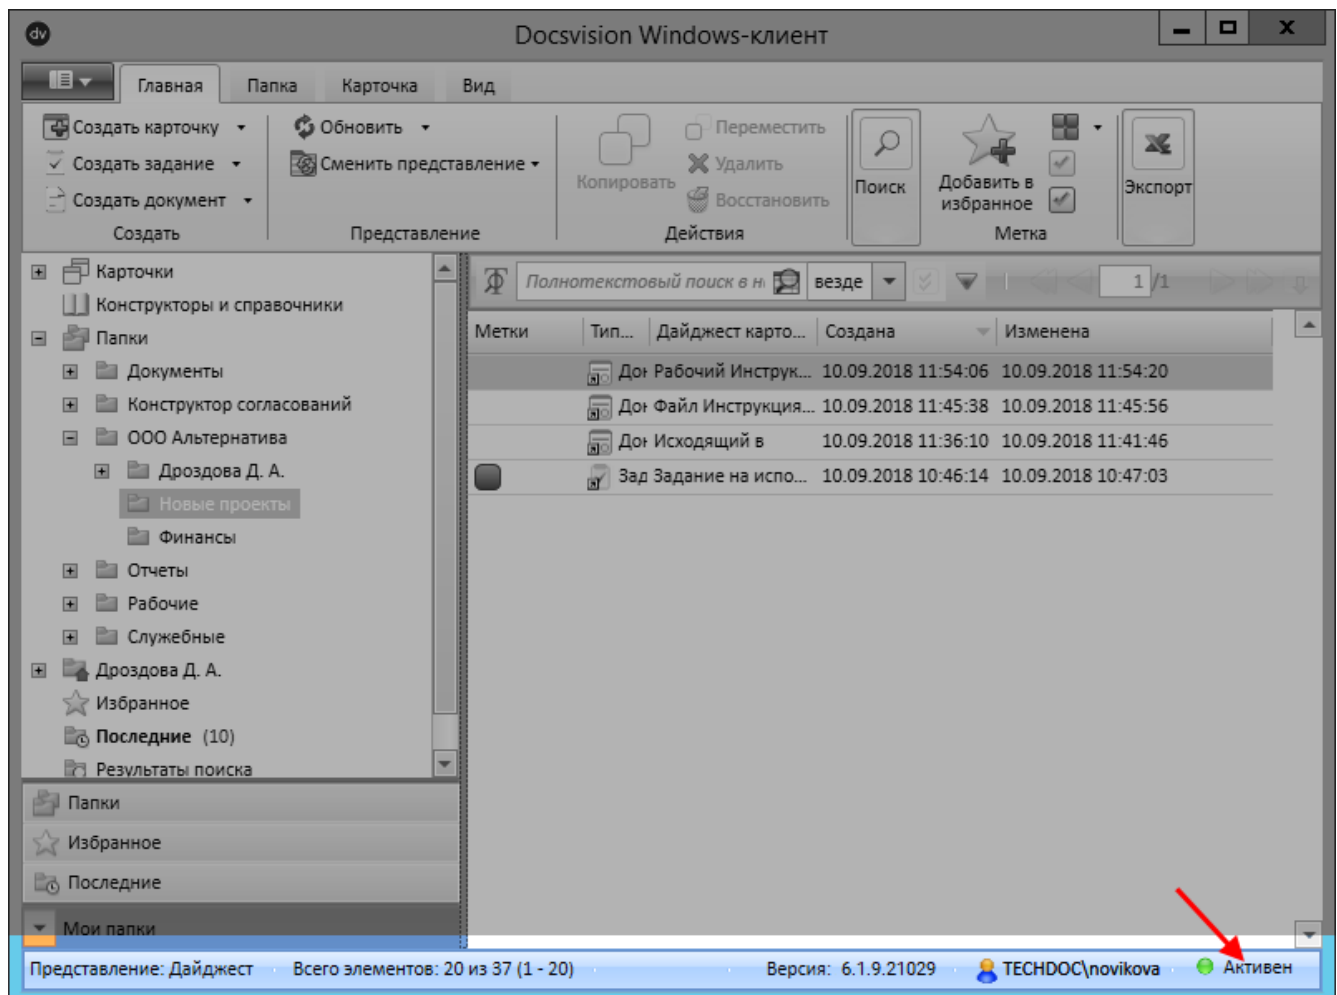 dv
Docsvision Windows-клиент
Главная Папка Карточка Вид
Создать карточку
Создать задание
Создать документ
Создать
Обновить
Сменить представление
Представление
Копировать
Переместить
Удалить
Восстановить
Действия
Поиск
Добавить в
избранное
Метка
Экспорт
Карточки
Конструкторы и справочники
Папки
Документы
Конструктор согласований
ООО Альтернатива
Дроздова Д. А.
Новые проекты
Финансы
Отчеты
Рабочие
Служебные
Дроздова Д. А.
Избранное
Последние (10)
Результаты поиска
Папки
Избранное
Последние
Мои папки
Полнотекстовый поиск в везде 1 /1
Метки Тип... Дайджест карто... Создана Изменена
Рабочий Инструк... 10.09.2018 11:54:06 10.09.2018 11:54:20
Файл Инструкция... 10.09.2018 11:45:38 10.09.2018 11:45:56
Исходящий в 10.09.2018 11:36:10 10.09.2018 11:41:46
Зад Задание на испо... 10.09.2018 10:46:14 10.09.2018 10:47:03
Представление: Дайджест Всего элементов: 20 из 37 (1 - 20) Версия: 6.1.9.21029 TECHDOC\novikova Активен